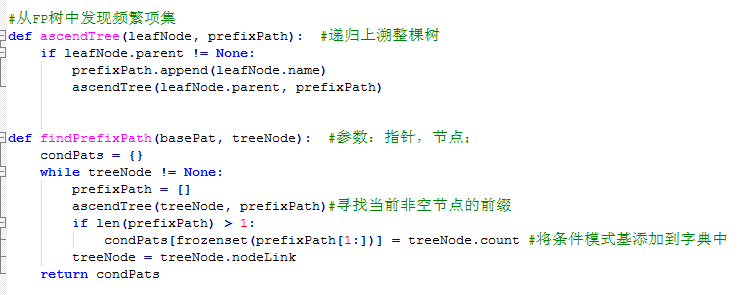 #从FP树中发现频繁项集
def ascendTree(leafNode, prefixPath):  #递归上溯整棵树
    if leafNode.parent != None:
        prefixPath.append(leafNode.name)
        ascendTree(leafNode.parent, prefixPath)
def findPrefixPath(basePat, treeNode):  #参数：指针，节点；
    condPats = {}
    while treeNode != None:
        prefixPath = []
        ascendTree(treeNode, prefixPath)#寻找当前非空节点的前缀
        if len(prefixPath) > 1:
            condPats[frozenset(prefixPath[1:])] = treeNode.count #将条件模式基添加到字典中
        treeNode = treeNode.nodeLink
    return condPats